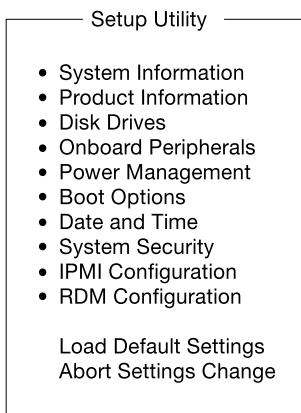 Setup Utility
• System Information
• Product Information
• Disk Drives
• Onboard Peripherals
• Power Management
• Boot Options
• Date and Time
• System Security
• IPMI Configuration
• RDM Configuration
Load Default Settings
Abort Settings Change